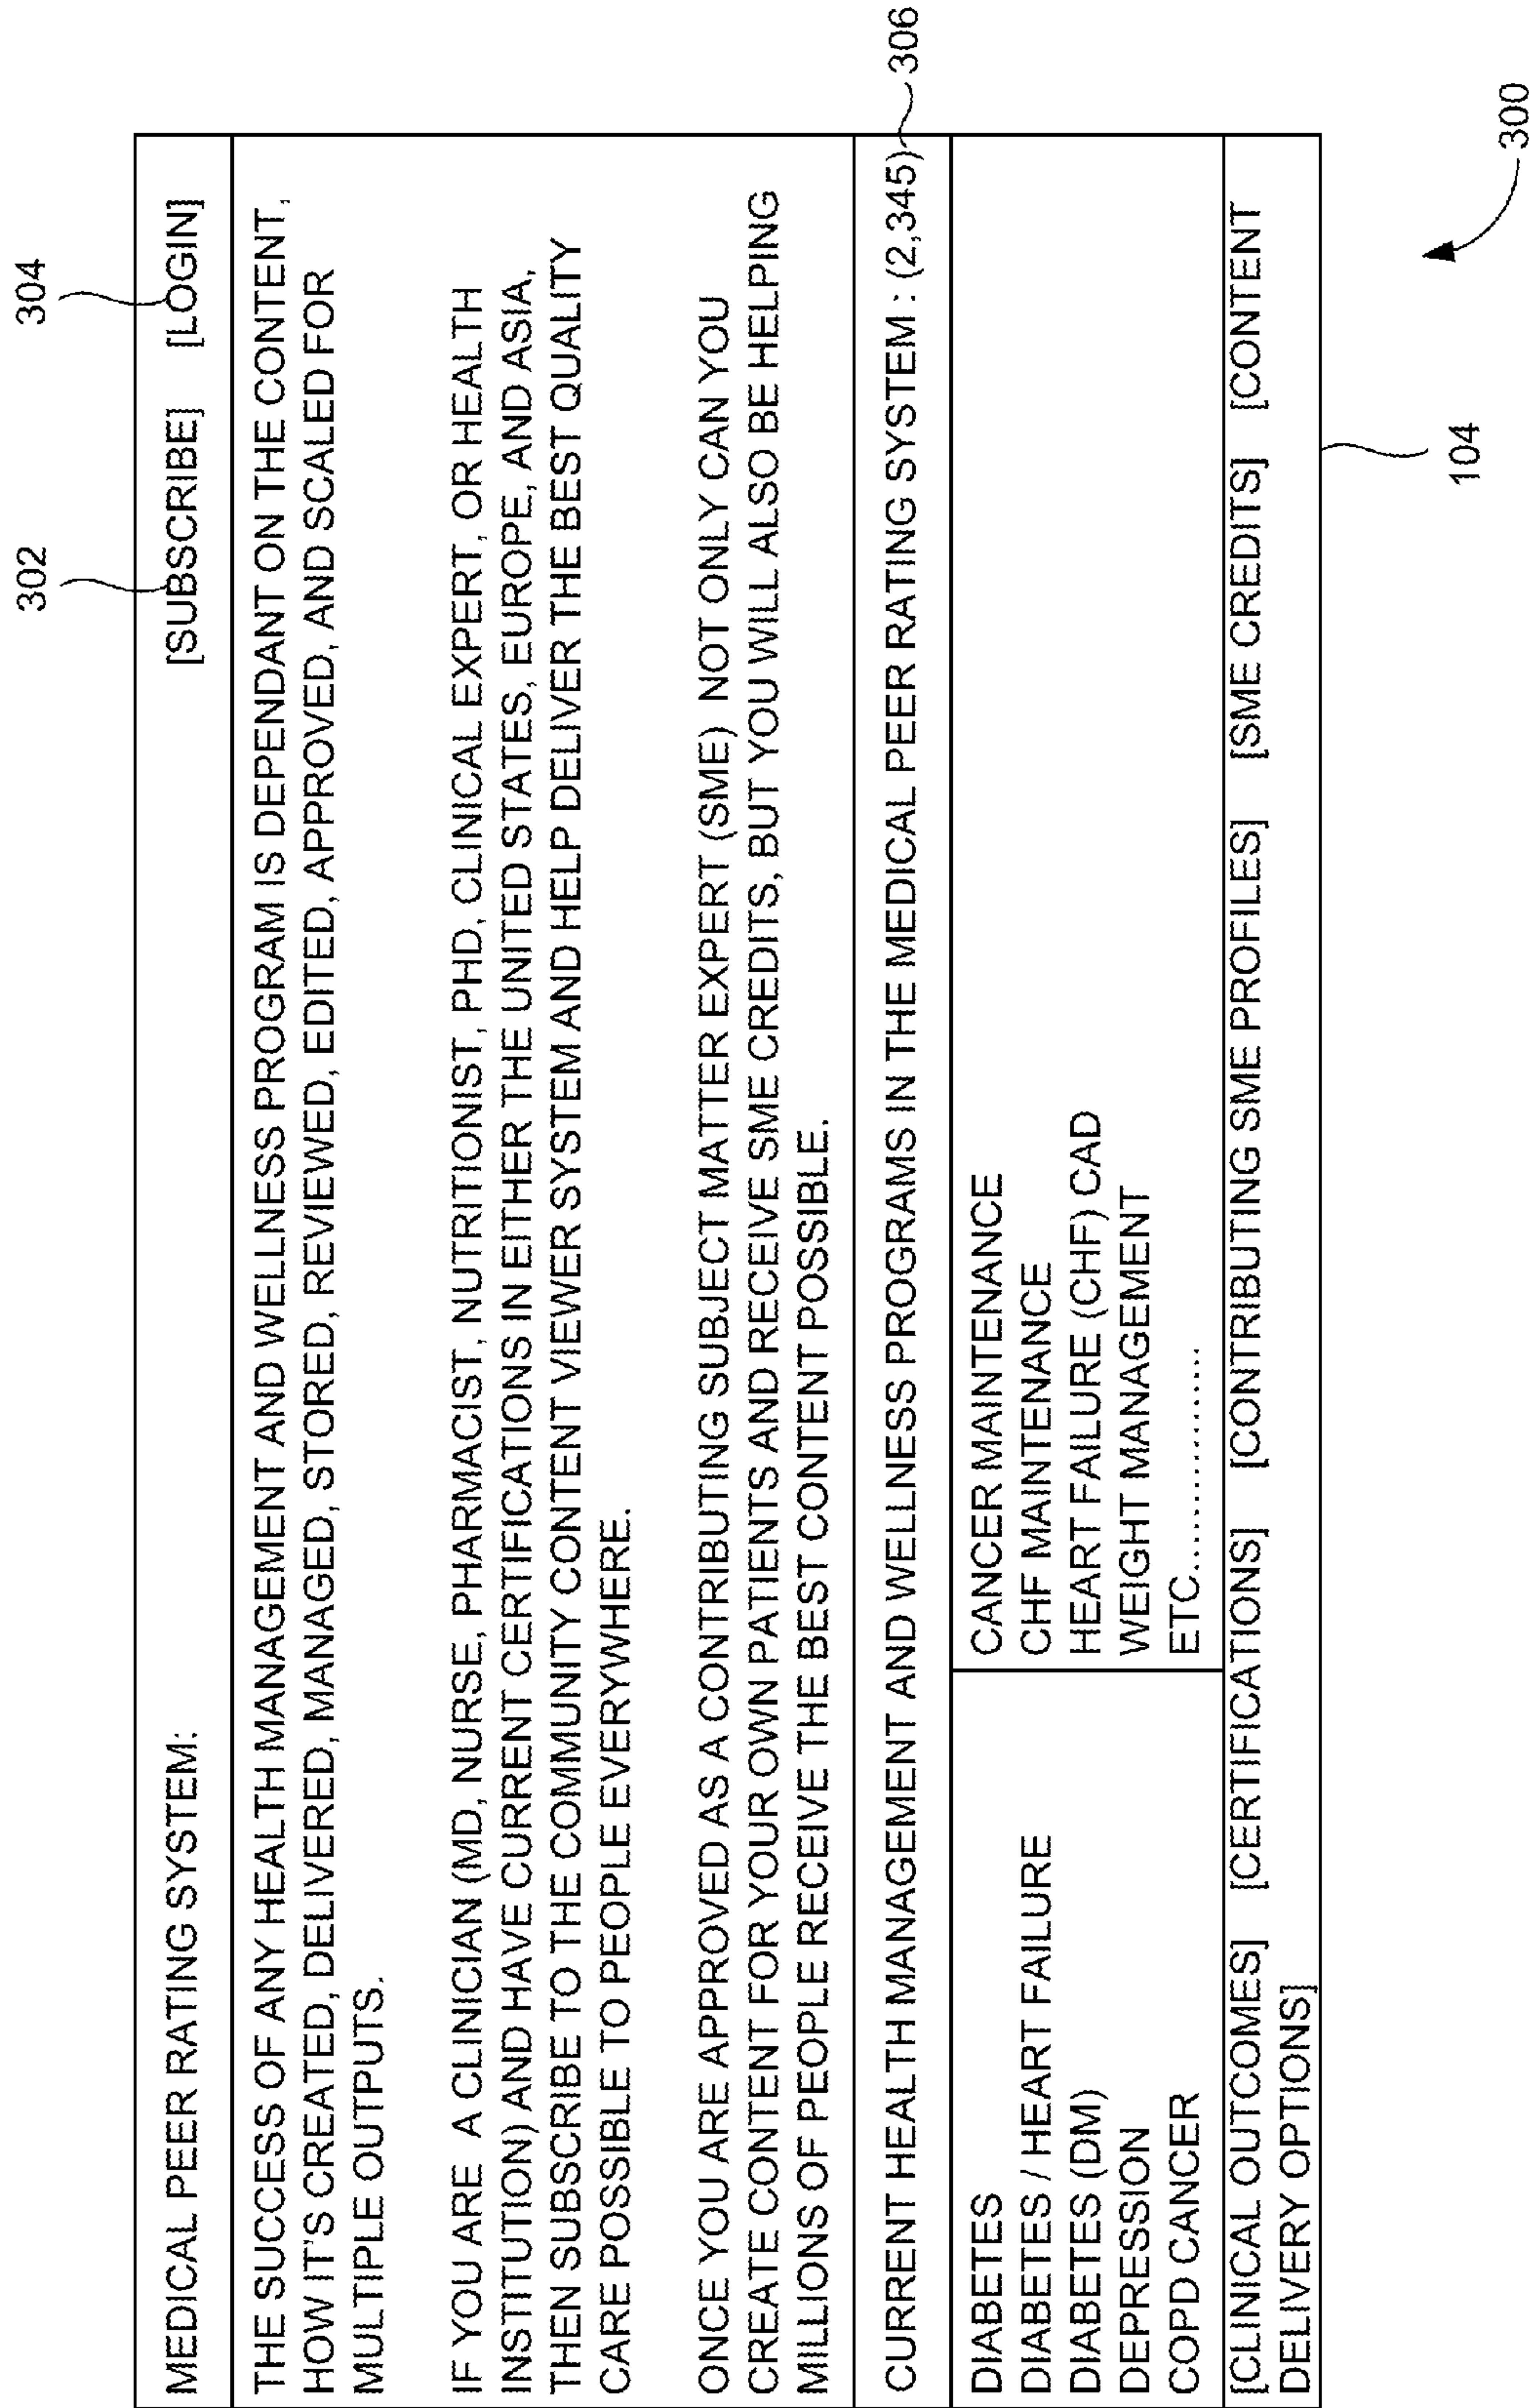 302
304
MEDICAL PEER RATING SYSTEM: [SUBSCRIBE] [LOGIN]
THE SUCCESS OF ANY HEALTH MANAGEMENT AND WELLNESS PROGRAM IS DEPENDANT ON THE CONTENT,
HOW IT'S CREATED, DELIVERED, MANAGED, STORED, REVIEWED, EDITED, APPROVED, AND SCALED FOR
MULTIPLE OUTPUTS.
IF YOU ARE A CLINICIAN (MD, NURSE, PHARMACIST, NUTRITIONIST, PHD, CLINICAL EXPERT, OR HEALTH
INSTITUTION) AND HAVE CURRENT CERTIFICATIONS IN EITHER THE UNITED STATES, EUROPE, AND ASIA,
THEN SUBSCRIBE TO THE COMMUNITY CONTENT VIEWER SYSTEM AND HELP DELIVER THE BEST QUALITY
CARE POSSIBLE TO PEOPLE EVERYWHERE.
ONCE YOU ARE APPROVED AS A CONTRIBUTING SUBJECT MATTER EXPERT (SME) NOT ONLY CAN YOU
CREATE CONTENT FOR YOUR OWN PATIENTS AND RECEIVE SME CREDITS, BUT YOU WILL ALSO BE HELPING
MILLIONS OF PEOPLE RECEIVE THE BEST CONTENT POSSIBLE.
CURRENT HEALTH MANAGEMENT AND WELLNESS PROGRAMS IN THE MEDICAL PEER RATING SYSTEM : (2,345)
306
DIABETES
DIABETES / HEART FAILURE
DIABETES (DM)
DEPRESSION
COPD CANCER
CANCER MAINTENANCE
CHF MAINTENANCE
HEART FAILURE (CHF) CAD
WEIGHT MANAGEMENT
ETC..............
[CLINICAL OUTCOMES] [CERTIFICATIONS] [CONTRIBUTING SME PROFILES] [SME CREDITS] [CONTENT
DELIVERY OPTIONS]
104
300